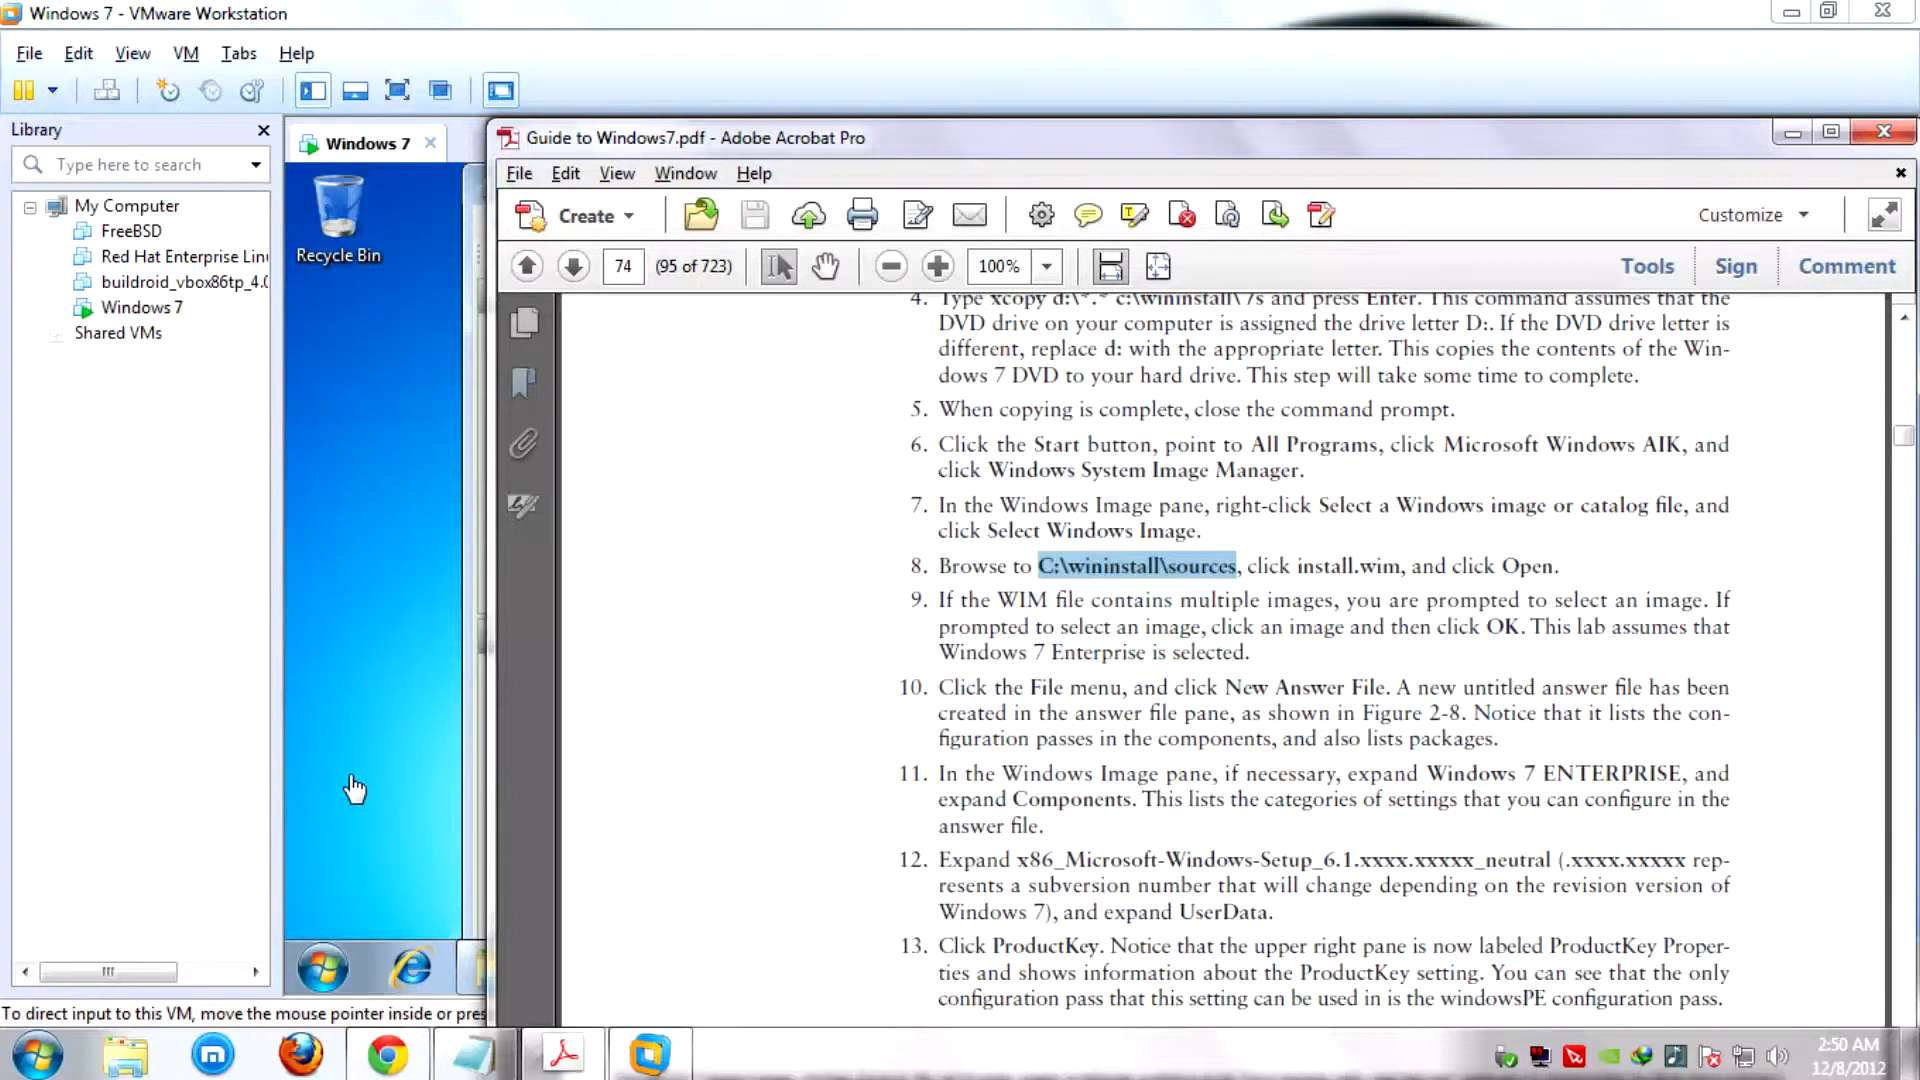 Windows 7 - VMware Workstation
File Edit View VM Tabs Help
Library
Type here to search
My Computer
FreeBSD
Red Hat Enterprise Linu
buildroid_vbox86tp_4.0
Windows 7
Shared VMs
Windows 7
Recycle Bin
To direct input to this VM, move the mouse pointer inside or pres
Guide to Windows7.pdf - Adobe Acrobat Pro
File Edit View Window Help
Create
Customize
74 (95 of 723) 100%
Tools Sign Comment
4. Type xcopy d:\*.* c:\wininstall\ /s and press Enter. This command assumes that the
DVD drive on your computer is assigned the drive letter D:. If the DVD drive letter is
different, replace d: with the appropriate letter. This copies the contents of the Win-
dows 7 DVD to your hard drive. This step will take some time to complete.
5. When copying is complete, close the command prompt.
6. Click the Start button, point to All Programs, click Microsoft Windows AIK, and
click Windows System Image Manager.
7. In the Windows Image pane, right-click Select a Windows image or catalog file, and
click Select Windows Image.
8. Browse to C:\wininstall\sources, click install.wim, and click Open.
9. If the WIM file contains multiple images, you are prompted to select an image. If
prompted to select an image, click an image and then click OK. This lab assumes that
Windows 7 Enterprise is selected.
10. Click the File menu, and click New Answer File. A new untitled answer file has been
created in the answer file pane, as shown in Figure 2-8. Notice that it lists the con-
figuration passes in the components, and also lists packages.
11. In the Windows Image pane, if necessary, expand Windows 7 ENTERPRISE, and
expand Components. This lists the categories of settings that you can configure in the
answer file.
12. Expand x86_Microsoft-Windows-Setup_6.1.xxxx.xxxxx_neutral (.xxxx.xxxxx rep-
resents a subversion number that will change depending on the revision version of
Windows 7), and expand UserData.
13. Click ProductKey. Notice that the upper right pane is now labeled ProductKey Proper-
ties and shows information about the ProductKey setting. You can see that the only
configuration pass that this setting can be used in is the windowsPE configuration pass.
2:50 AM
12/8/2012